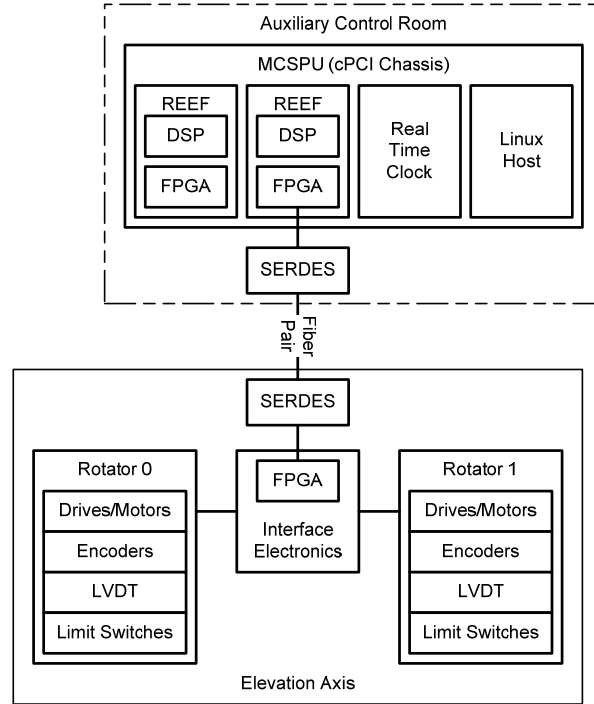 Auxiliary Control Room
MCSPU (cPCI Chassis)
REEF
DSP
FPGA
REEF
DSP
FPGA
Real
Time
Clock
Linux
Host
SERDES
Fiber
Pair
SERDES
Rotator 0
Drives/Motors
Encoders
LVDT
Limit Switches
FPGA
Interface
Electronics
Rotator 1
Drives/Motors
Encoders
LVDT
Limit Switches
Elevation Axis